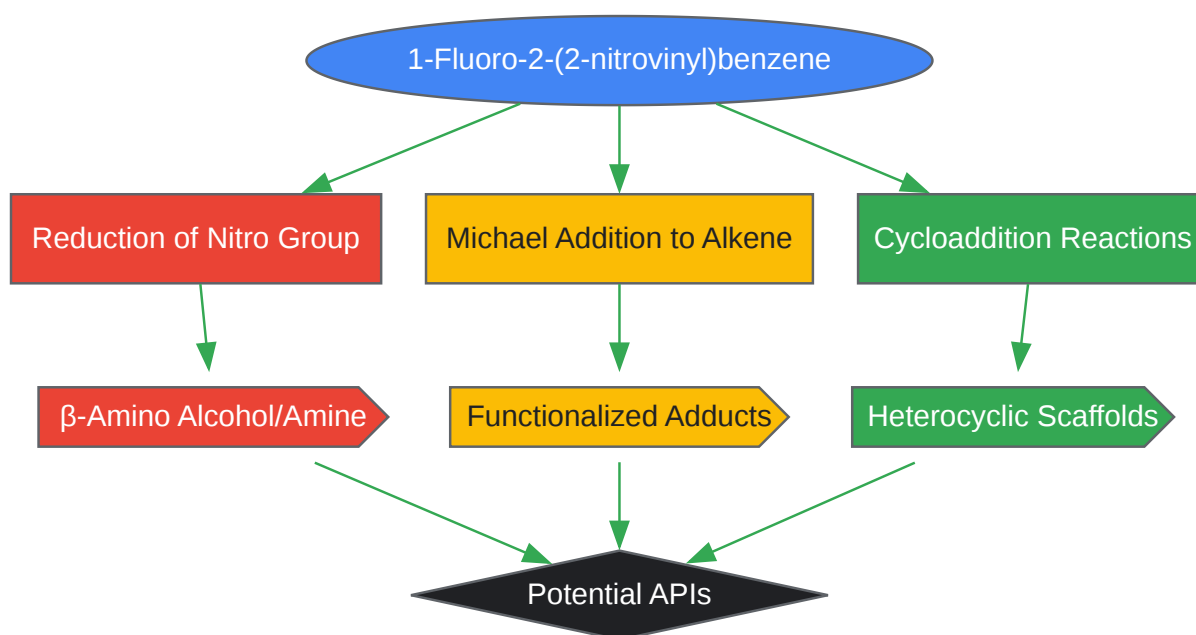 1-Fluoro-2-(2-nitrovinyl)benzene
Reduction of Nitro Group
Michael Addition to Alkene
Cycloaddition Reactions
β-Amino Alcohol/Amine
Functionalized Adducts
Heterocyclic Scaffolds
Potential APIs